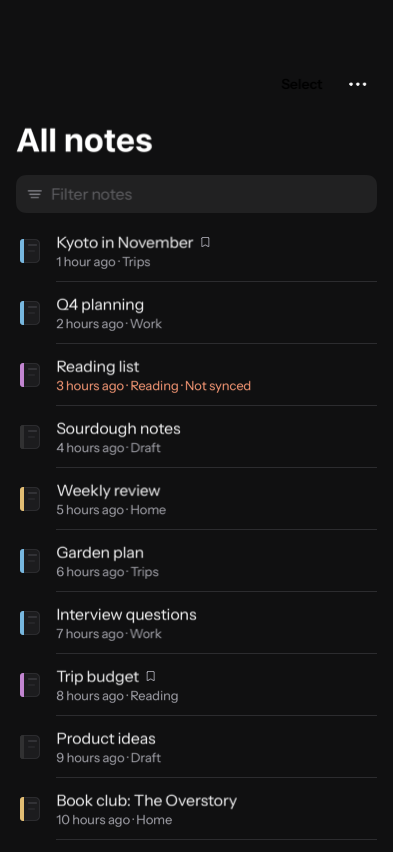 Select
All notes
Filter notes
Kyoto in November
1 hour ago · Trips
Q4 planning
2 hours ago · Work
Reading list
3 hours ago · Reading · Not synced
Sourdough notes
4 hours ago · Draft
Weekly review
5 hours ago · Home
Garden plan
6 hours ago · Trips
Interview questions
7 hours ago · Work
Trip budget
8 hours ago · Reading
Product ideas
9 hours ago · Draft
Book club: The Overstory
10 hours ago · Home